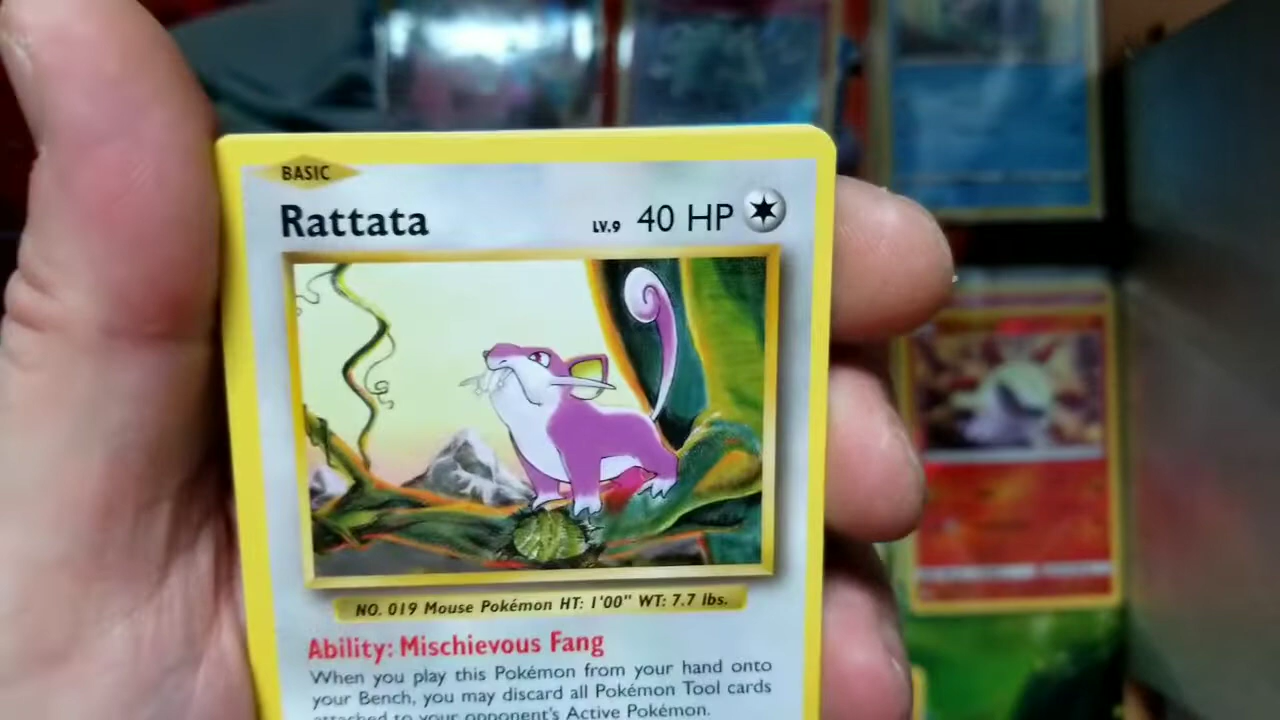 BASIC
Rattata LV.9 40 HP
NO. 019 Mouse Pokémon HT: 1'00" WT: 7.7 lbs.
Ability: Mischievous Fang
When you play this Pokémon from your hand onto
your Bench, you may discard all Pokémon Tool cards
attached to your opponent's Active Pokémon.